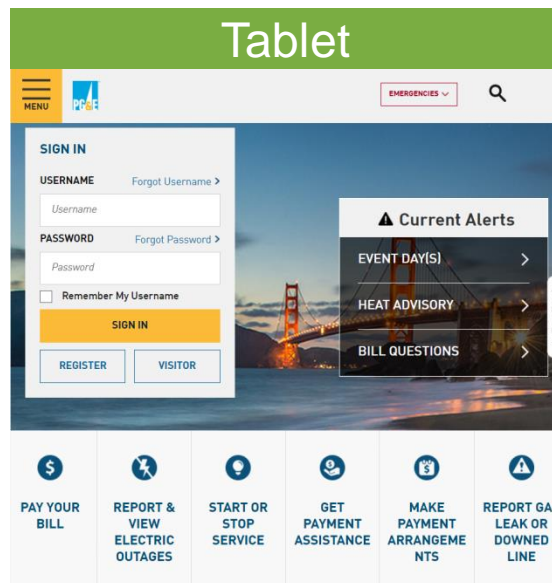 Tablet
MENU
PG&E
EMERGENCIES
SIGN IN
USERNAME
Forgot Username >
Username
PASSWORD
Forgot Password >
Password
Remember My Username
SIGN IN
REGISTER
VISITOR
Current Alerts
EVENT DAY(S)
HEAT ADVISORY
BILL QUESTIONS
PAY YOUR
BILL
REPORT &
VIEW
ELECTRIC
OUTAGES
START OR
STOP
SERVICE
GET
PAYMENT
ASSISTANCE
MAKE
PAYMENT
ARRANGEME
NTS
REPORT GA
LEAK OR
DOWNED
LINE